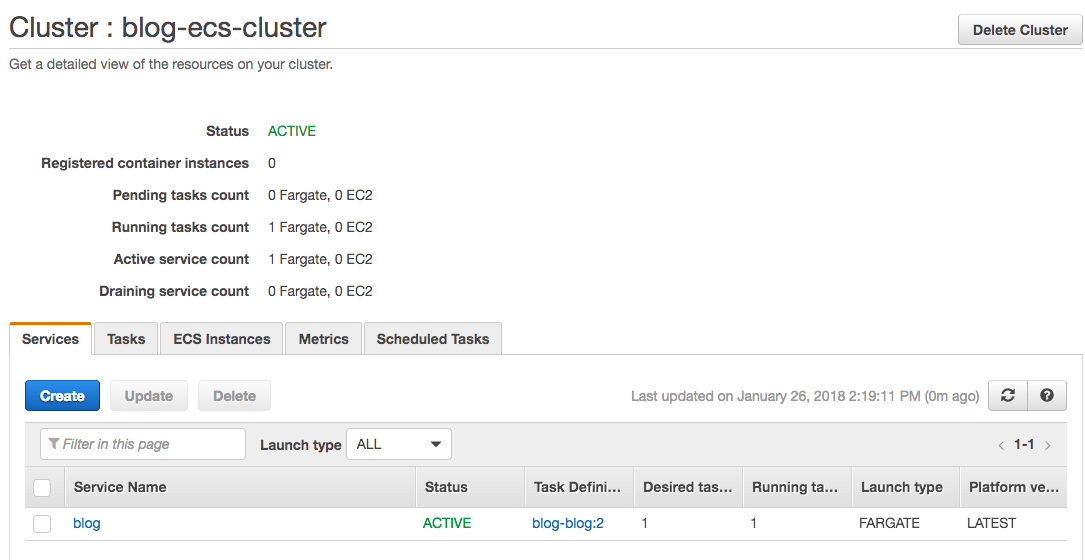 Cluster : blog-ecs-cluster
Delete Cluster
Get a detailed view of the resources on your cluster.
Status ACTIVE
Registered container instances 0
Pending tasks count 0 Fargate, 0 EC2
Running tasks count 1 Fargate, 0 EC2
Active service count 1 Fargate, 0 EC2
Draining service count 0 Fargate, 0 EC2
Services Tasks ECS Instances Metrics Scheduled Tasks
Create Update Delete Last updated on January 26, 2018 2:19:11 PM (0m ago) ?
Filter in this page Launch type ALL < 1-1 >
Service Name Status Task Defini... Desired tas... Running ta... Launch type Platform ve...
blog ACTIVE blog-blog:2 1 1 FARGATE LATEST